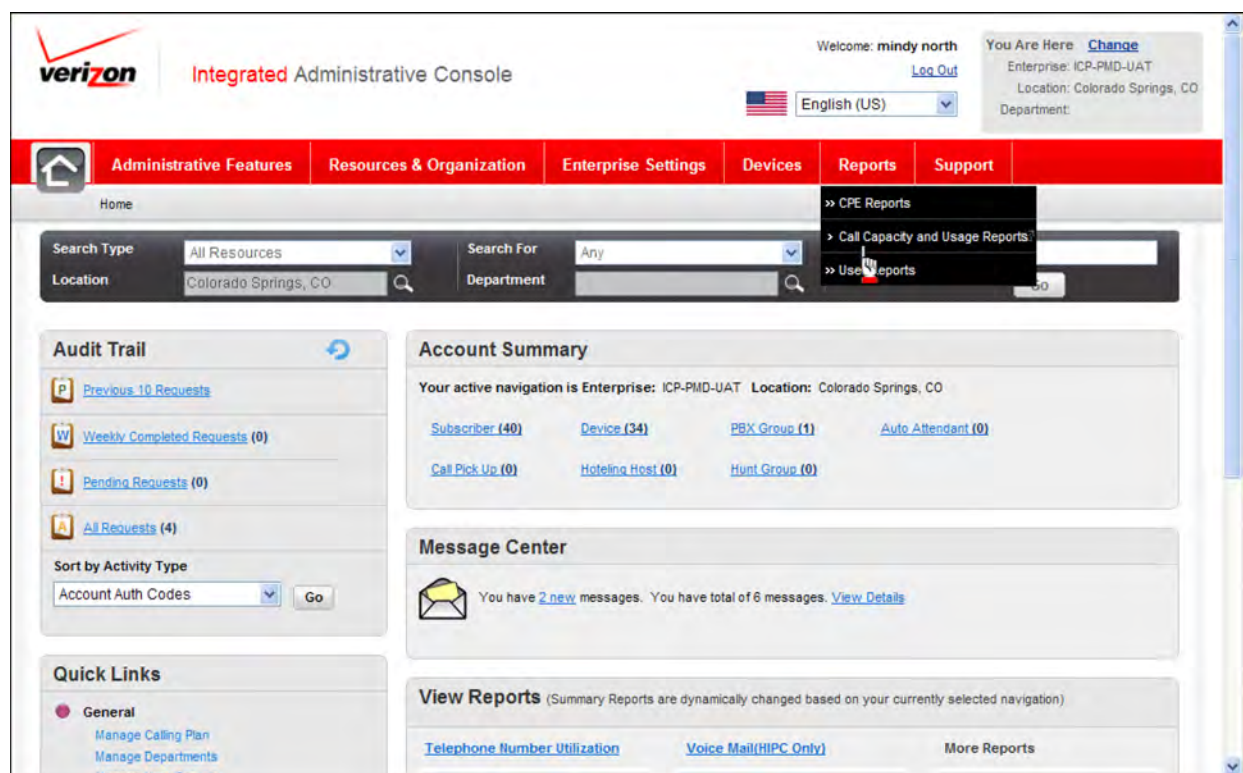 verizon
Integrated Administrative Console
Welcome: mindy north
Log Out
English (US)
You Are Here Change
Enterprise: ICP-PMD-UAT
Location: Colorado Springs, CO
Department:
Administrative Features Resources & Organization Enterprise Settings Devices Reports Support
Home
» CPE Reports
› Call Capacity and Usage Reports
» Reports
Search Type All Resources Search For Any
Location Colorado Springs, CO Department
Go
Audit Trail
P Previous 10 Requests
W Weekly Completed Requests (0)
! Pending Requests (0)
A All Requests (4)
Sort by Activity Type
Account Auth Codes Go
Account Summary
Your active navigation is Enterprise: ICP-PMD-UAT Location: Colorado Springs, CO
Subscriber (40) Device (34) PBX Group (1) Auto Attendant (0)
Call Pick Up (0) Hoteling Host (0) Hunt Group (0)
Message Center
You have 2 new messages. You have total of 6 messages. View Details
Quick Links
General
Manage Calling Plan
Manage Departments
View Reports (Summary Reports are dynamically changed based on your currently selected navigation)
Telephone Number Utilization Voice Mail(HIPC Only) More Reports